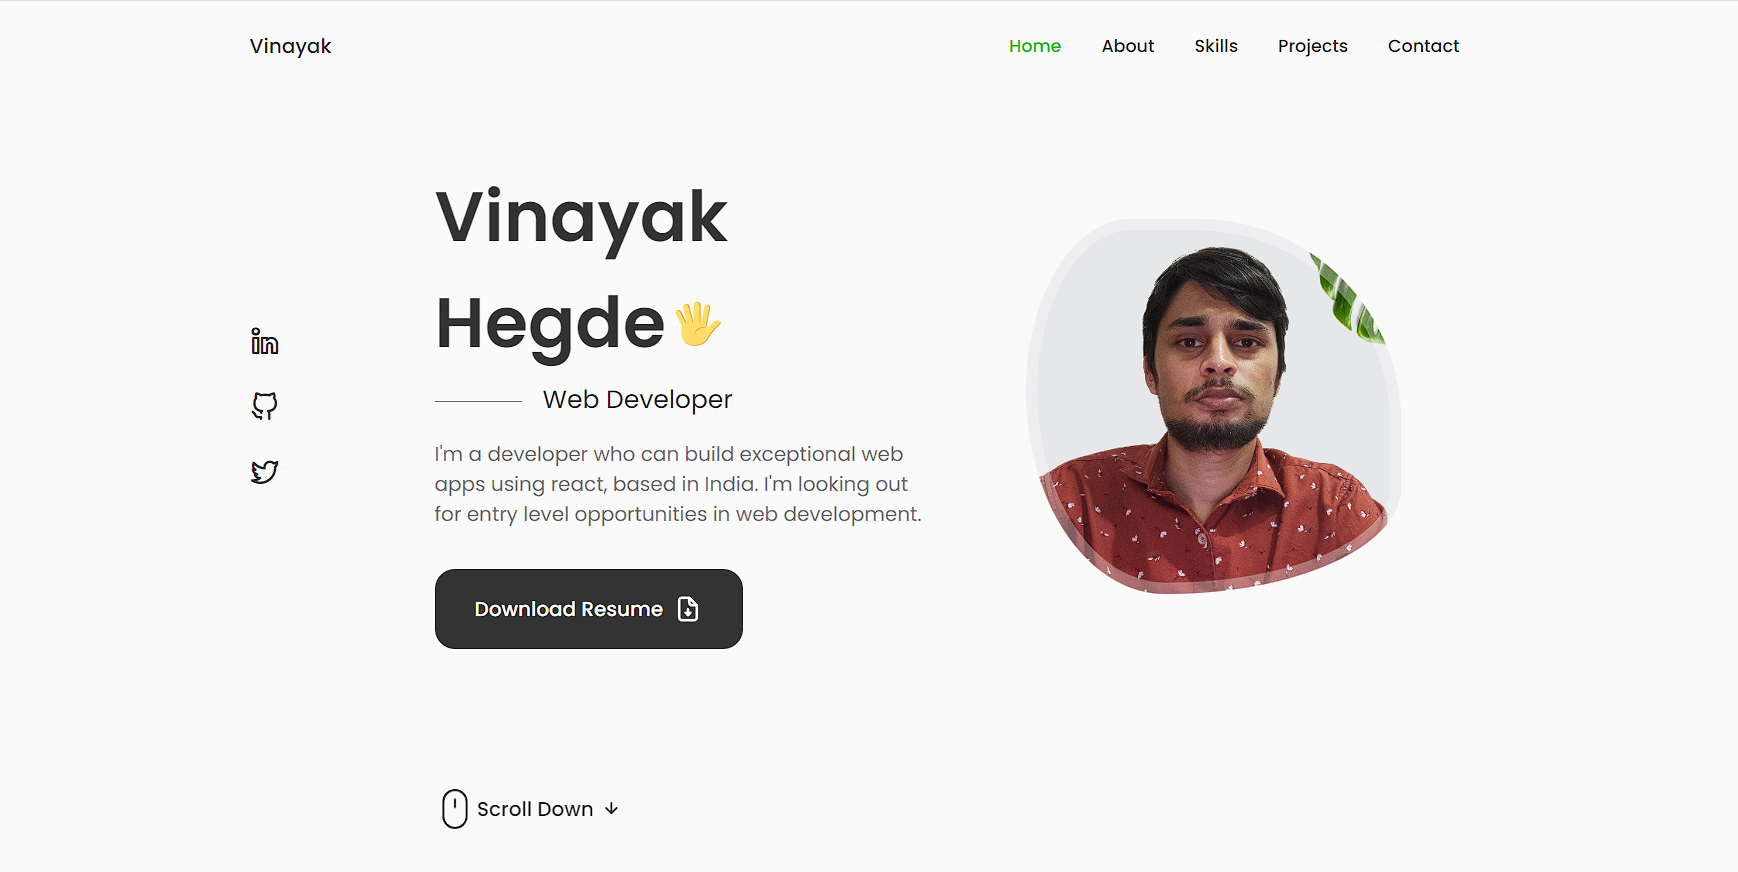 Vinayak
Home About Skills Projects Contact
Vinayak
Hegde🖐
Web Developer
I'm a developer who can build exceptional web
apps using react, based in India. I'm looking out
for entry level opportunities in web development.
Download Resume
Scroll Down ↓